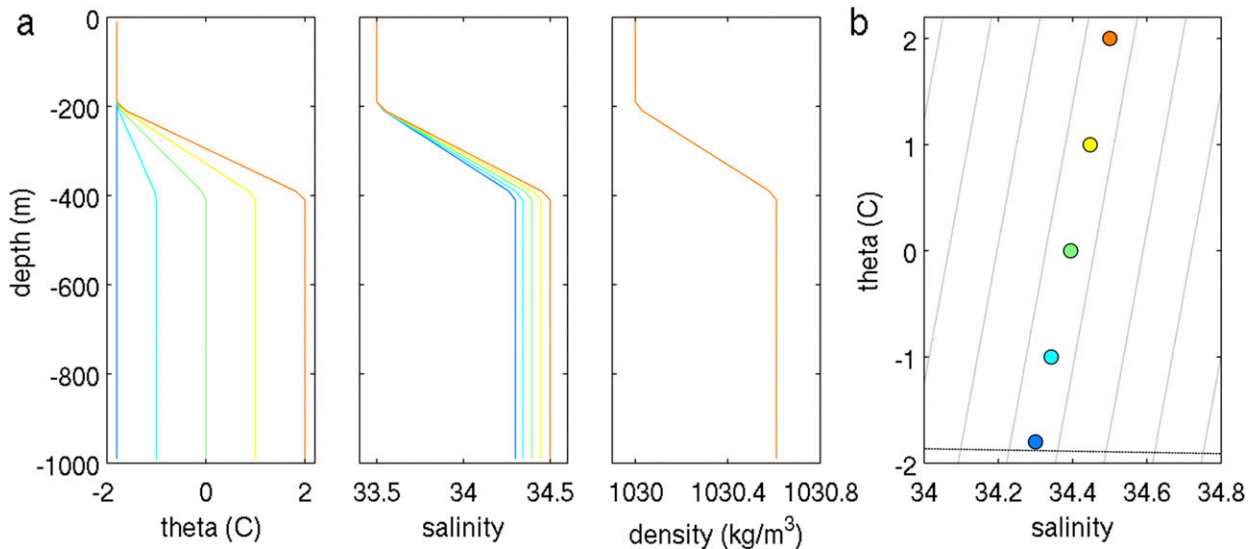 a
0
-200
-400
-600
-800
-1000
depth (m)
-2 0 2
theta (C)
33.5 34 34.5
salinity
1030 1030.4 1030.8
density (kg/m³)
b
2
1
0
-1
-2
theta (C)
34 34.2 34.4 34.6 34.8
salinity